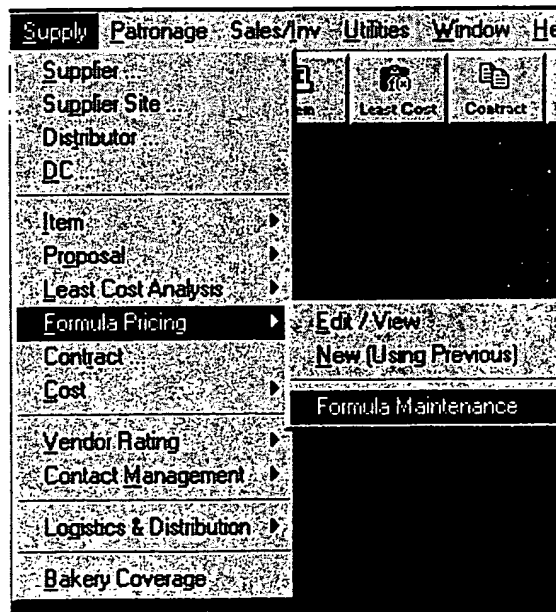 Supply Patronage Sales/Inv Utilities Window He
Supplier ...
Supplier Site ...
Distributor ...
DC ...
Least Cost
Contract
Item
Proposal
Least Cost Analysis
Formula Pricing
Edit / View
New (Using Previous)
Formula Maintenance
Contract
Cost
Vendor Rating
Contact Management
Logistics & Distribution
Bakery Coverage